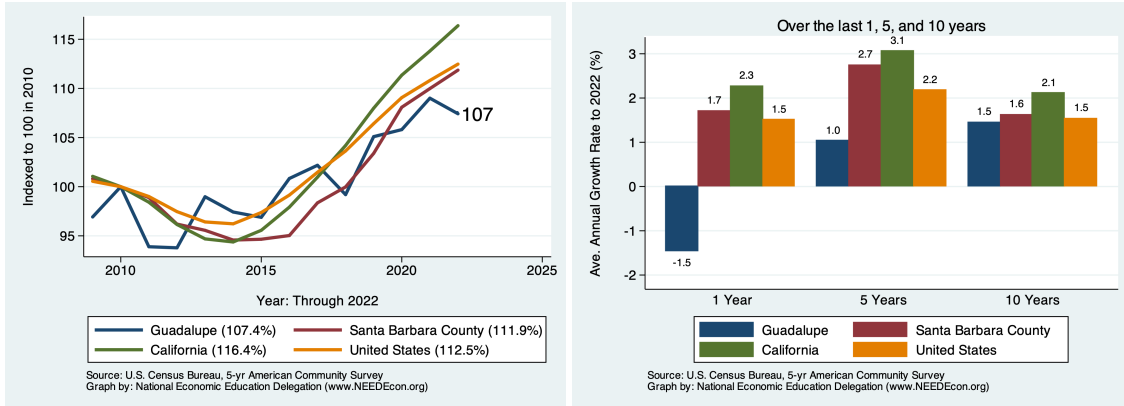 Indexed to 100 in 2010
115
110
105
100
95
107
2010
2015
2020
2025
Year: Through 2022
Guadalupe (107.4%)
Santa Barbara County (111.9%)
California (116.4%)
United States (112.5%)
Source: U.S. Census Bureau, 5-yr American Community Survey
Graph by: National Economic Education Delegation (www.NEEDEcon.org)
Over the last 1, 5, and 10 years
Ave. Annual Growth Rate to 2022 (%)
3
2
1
0
-1
-2
-1.5
1.7
2.3
1.5
1.0
2.7
3.1
2.2
1.5
1.6
2.1
1.5
1 Year
5 Years
10 Years
Guadalupe
Santa Barbara County
California
United States
Source: U.S. Census Bureau, 5-yr American Community Survey
Graph by: National Economic Education Delegation (www.NEEDEcon.org)